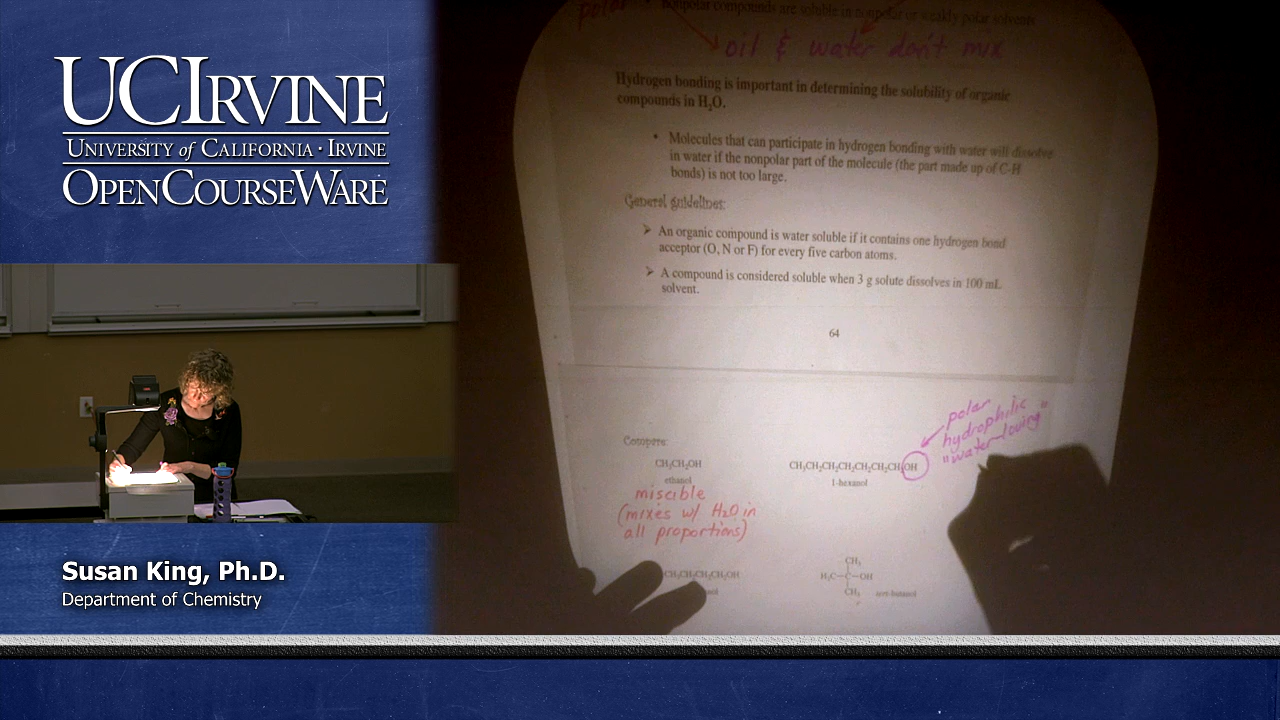 UCIRVINE
UNIVERSITY of CALIFORNIA · IRVINE
OPENCOURSEWARE
Susan King, Ph.D.
Department of Chemistry
polar • nonpolar compounds are soluble in nonpolar or weakly polar solvents
oil & water don't mix
Hydrogen bonding is important in determining the solubility of organic
compounds in H₂O.
• Molecules that can participate in hydrogen bonding with water will dissolve
in water if the nonpolar part of the molecule (the part made up of C-H
bonds) is not too large.
General guidelines:
➢ An organic compound is water soluble if it contains one hydrogen bond
acceptor (O, N or F) for every five carbon atoms.
➢ A compound is considered soluble when 3 g solute dissolves in 100 mL
solvent.
64
polar
hydrophilic
"water-loving"
Compare:
CH₃CH₂OH
ethanol
miscible
(mixes w/ H₂O in
all proportions)
OH
1-hexanol
CH₃
H₃C—C—OH
CH₃
tert-butanol